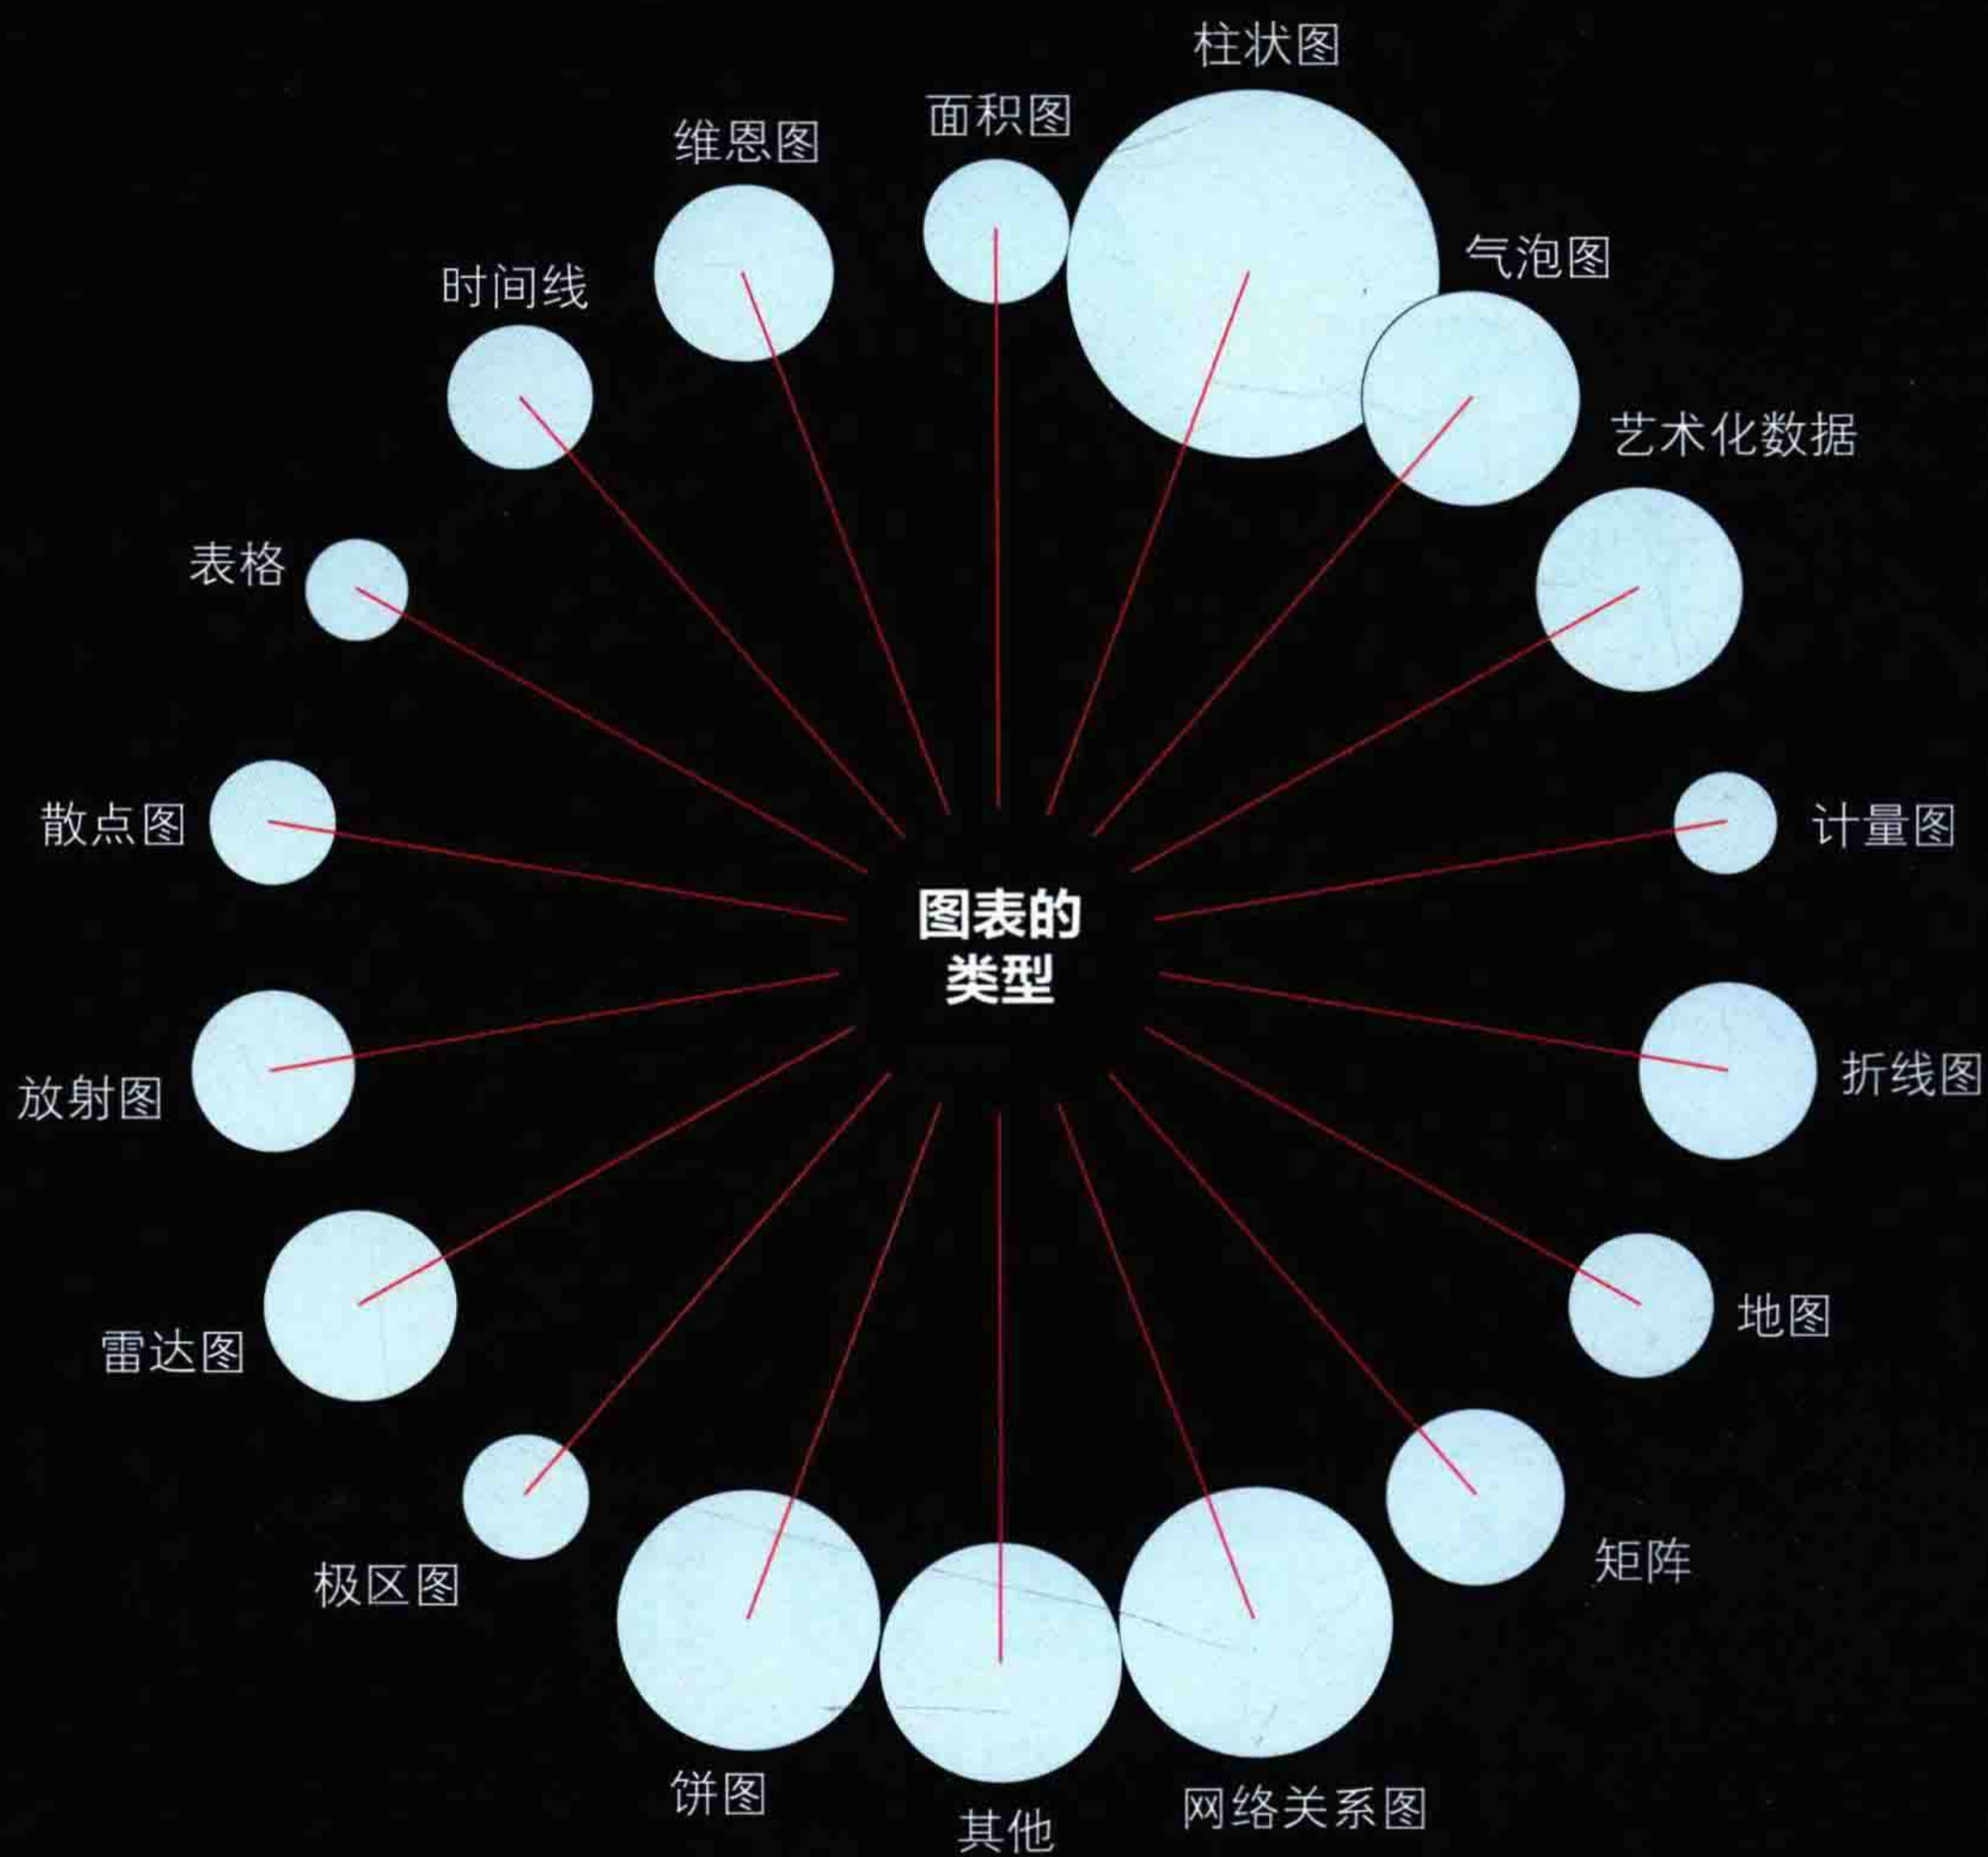 柱状图
面积图
维恩图
气泡图
时间线
艺术化数据
表格
散点图
计量图
图表的
类型
折线图
放射图
地图
雷达图
矩阵
极区图
饼图
网络关系图
其他